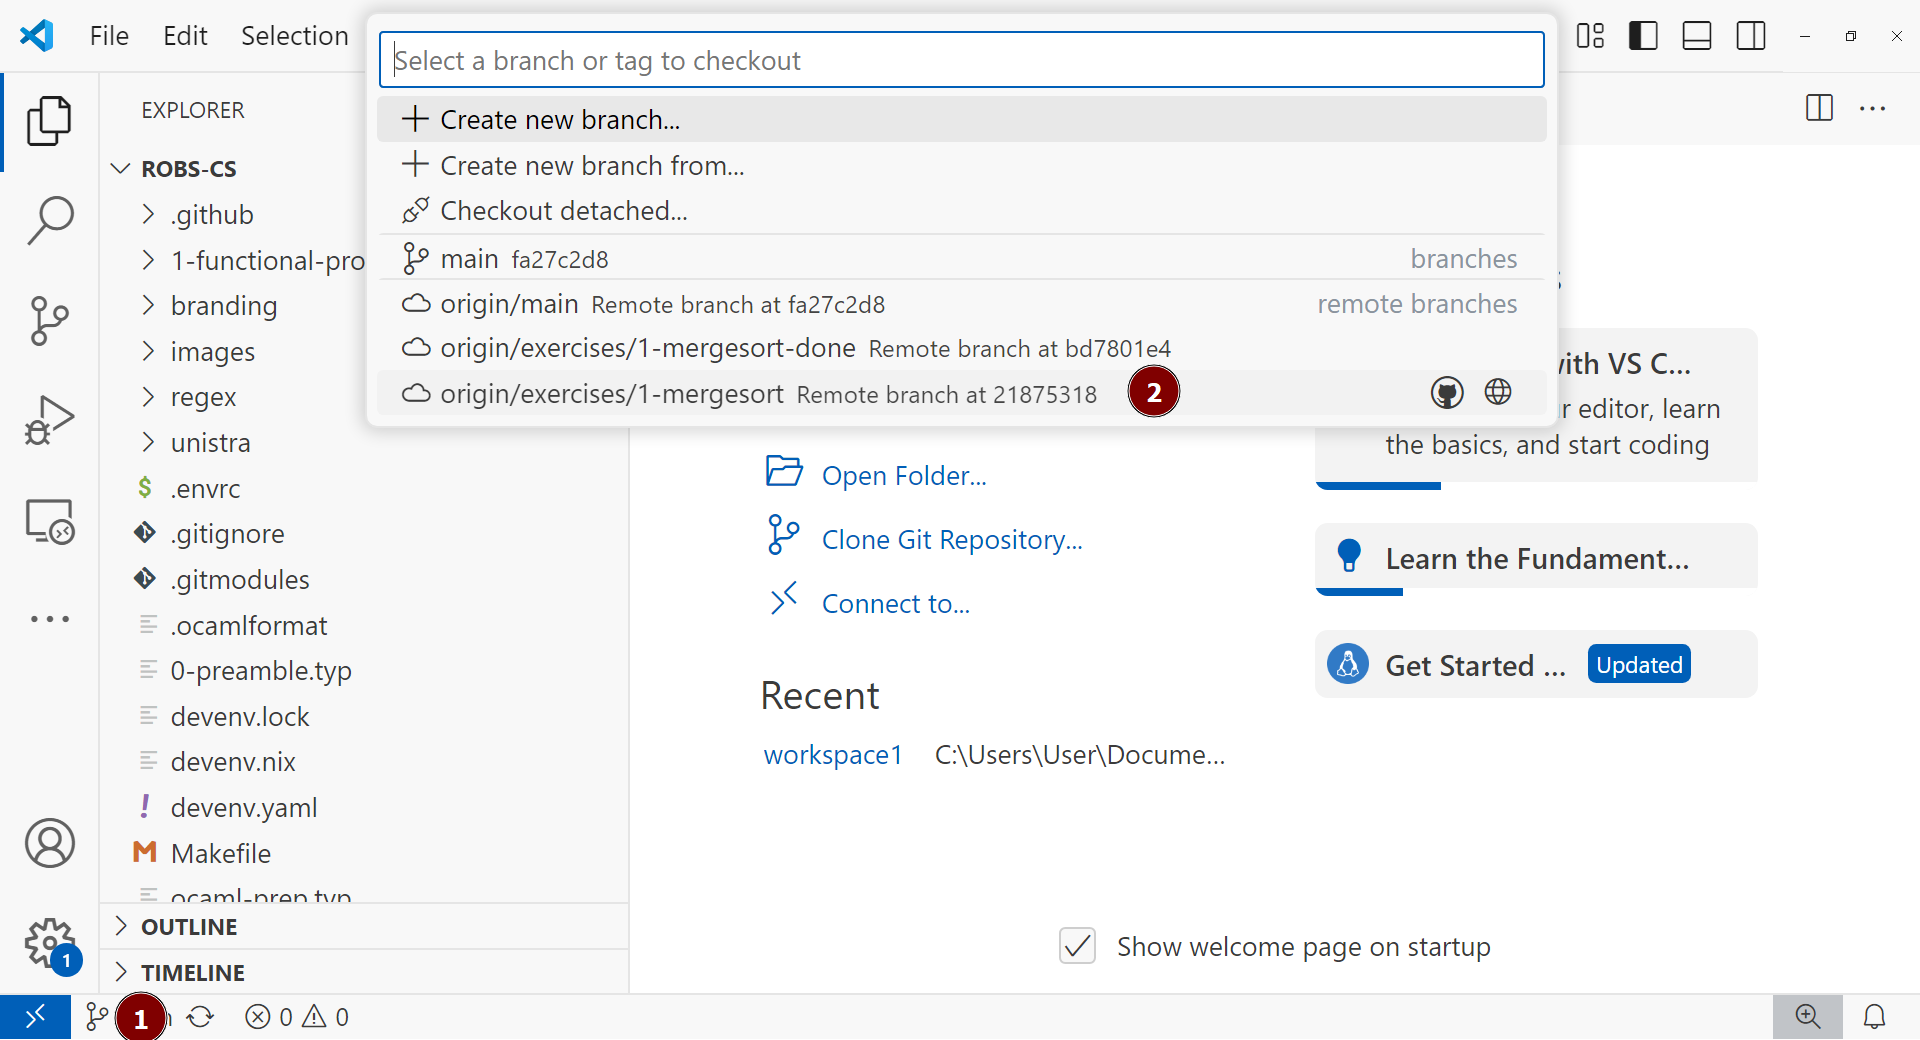 File Edit Selection
Select a branch or tag to checkout
Create new branch...
Create new branch from...
Checkout detached...
main fa27c2d8 branches
origin/main Remote branch at fa27c2d8 remote branches
origin/exercises/1-mergesort-done Remote branch at bd7801e4
origin/exercises/1-mergesort Remote branch at 21875318 2
EXPLORER
ROBS-CS
.github
1-functional-pro
branding
images
regex
unistra
.envrc
.gitignore
.gitmodules
.ocamlformat
0-preamble.typ
devenv.lock
devenv.nix
devenv.yaml
Makefile
ocaml-prep.typ
OUTLINE
TIMELINE
Open Folder...
Clone Git Repository...
Connect to...
Recent
workspace1 C:\Users\User\Docume...
with VS C...
r editor, learn
the basics, and start coding
Learn the Fundament...
Get Started ... Updated
Show welcome page on startup
1
1 0 0